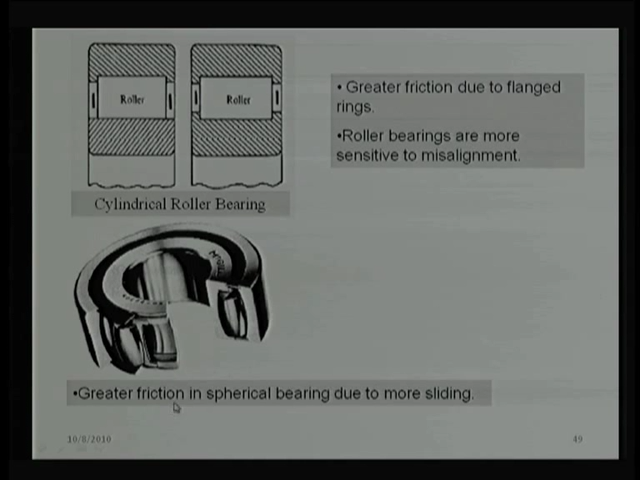 Roller
Roller
• Greater friction due to flanged
rings.
•Roller bearings are more
sensitive to misalignment.
Cylindrical Roller Bearing
•Greater friction in spherical bearing due to more sliding.
10/8/2010
49